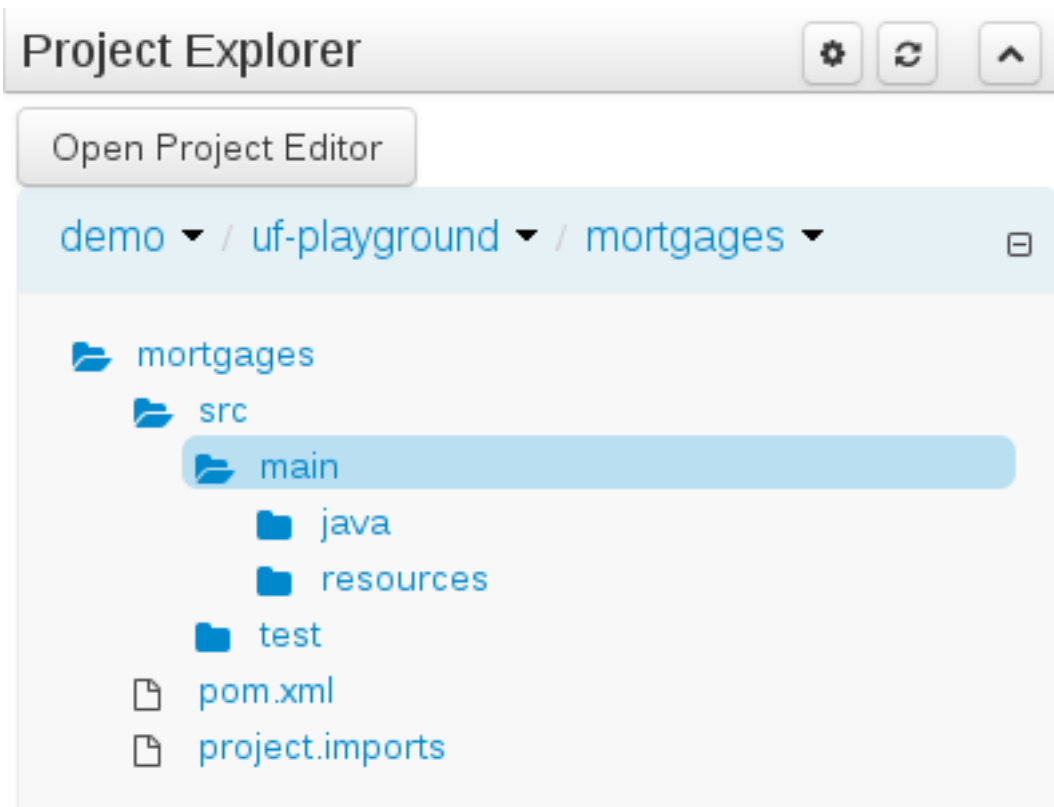 Project Explorer
Open Project Editor
demo / uf-playground / mortgages
mortgages
src
main
java
resources
test
pom.xml
project.imports